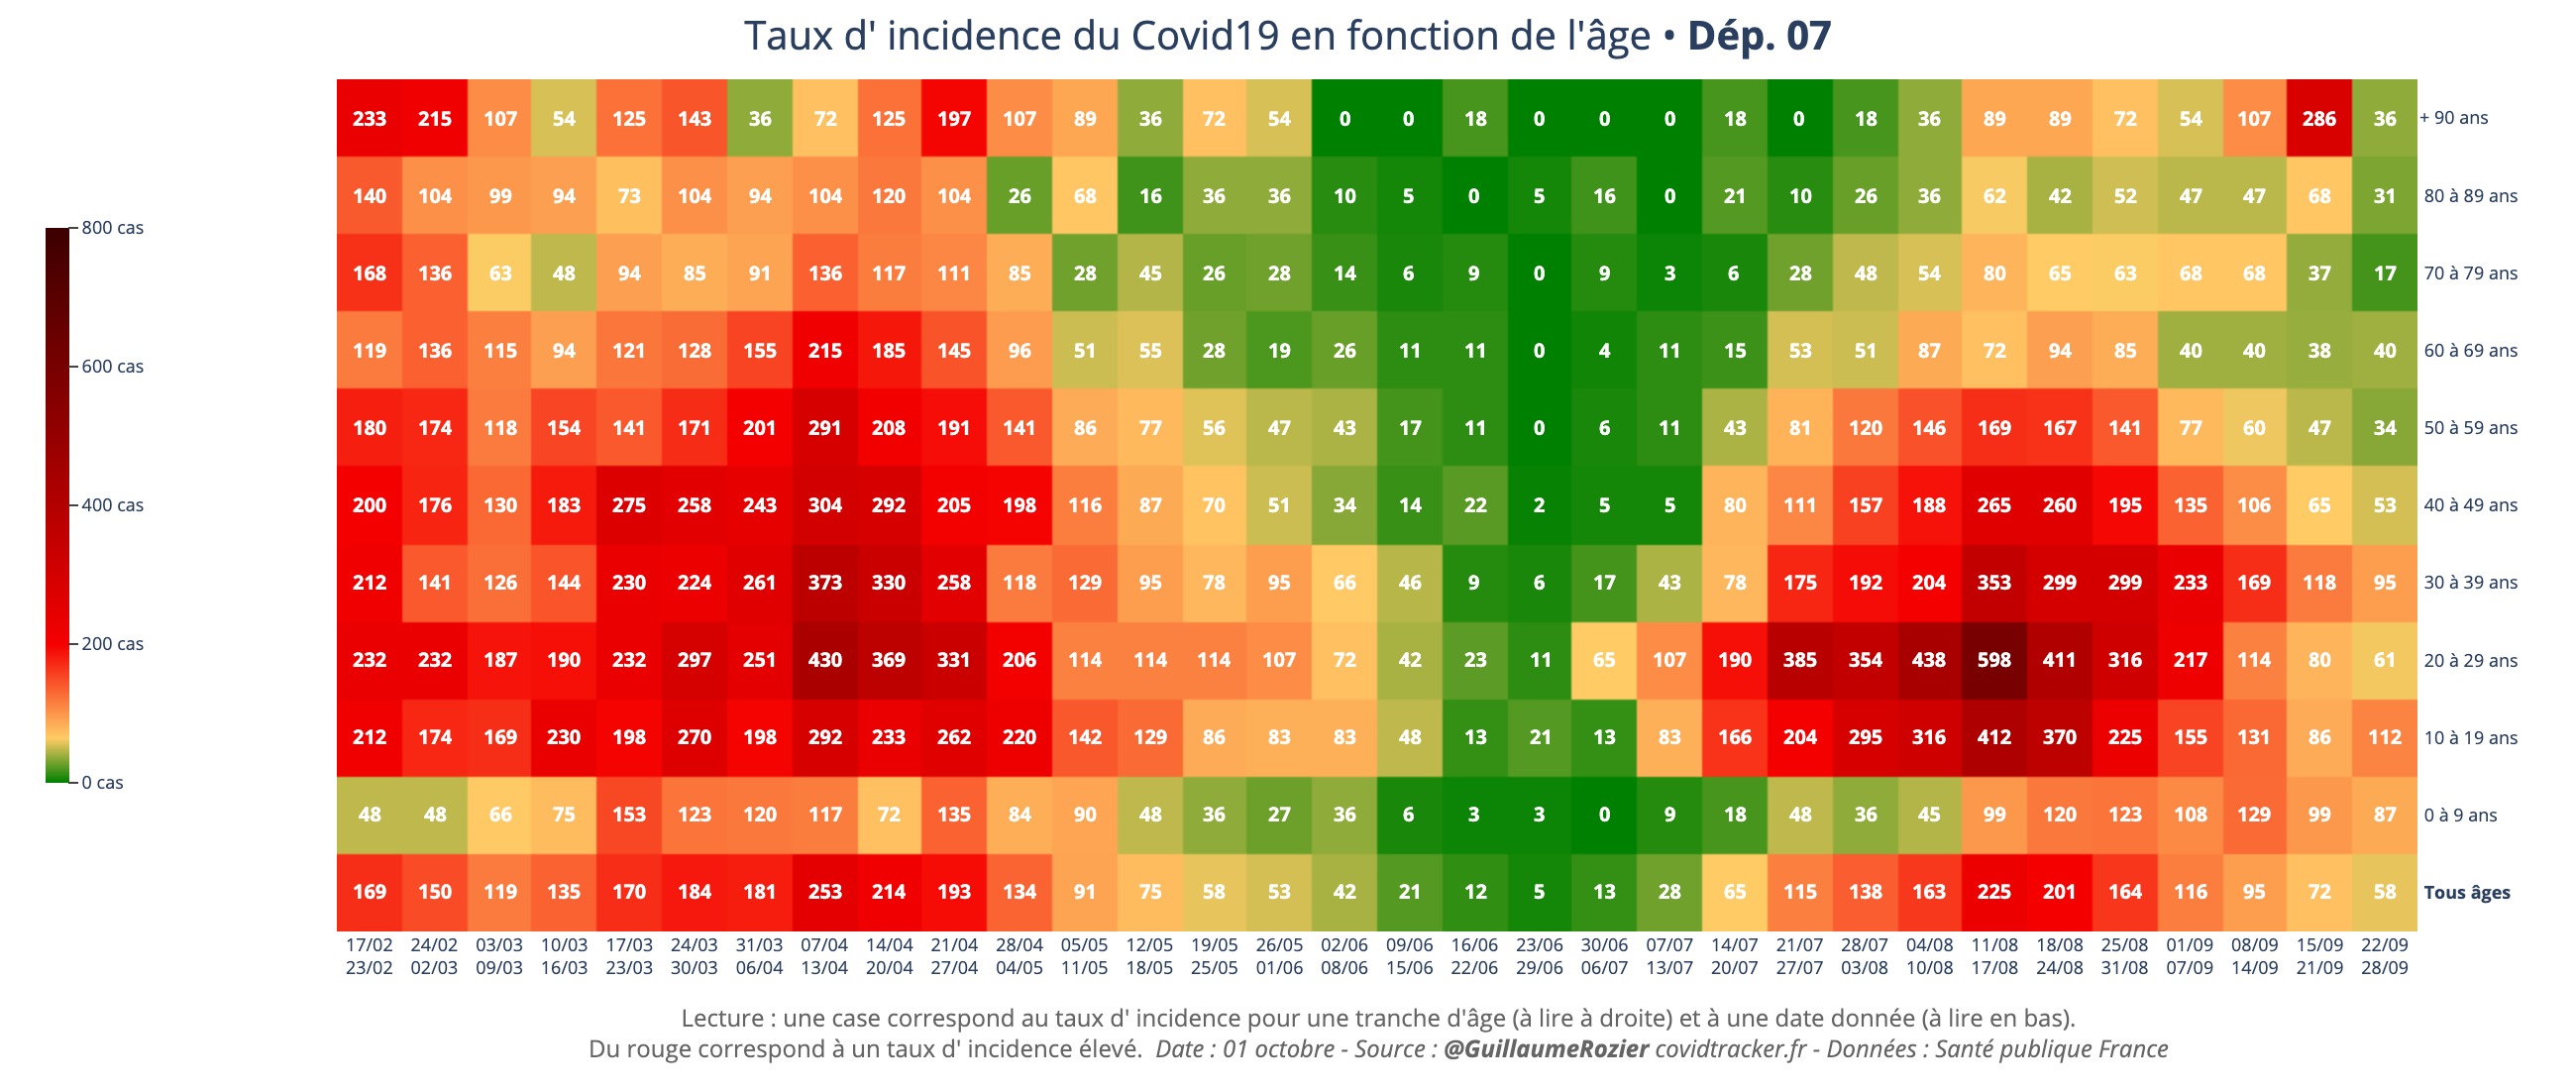 Taux d' incidence du Covid19 en fonction de l'âge • Dép. 07
800 cas
600 cas
400 cas
200 cas
0 cas
233 215 107 54 125 143 36 72 125 197 107 89 36 72 54 0 0 18 0 0 0 18 0 18 36 89 89 72 54 107 286 36 + 90 ans
140 104 99 94 73 104 94 104 120 104 26 68 16 36 36 10 5 0 5 16 0 21 10 26 36 62 42 52 47 47 68 31 80 à 89 ans
168 136 63 48 94 85 91 136 117 111 85 28 45 26 28 14 6 9 0 9 3 6 28 48 54 80 65 63 68 68 37 17 70 à 79 ans
119 136 115 94 121 128 155 215 185 145 96 51 55 28 19 26 11 11 0 4 11 15 53 51 87 72 94 85 40 40 38 40 60 à 69 ans
180 174 118 154 141 171 201 291 208 191 141 86 77 56 47 43 17 11 0 6 11 43 81 120 146 169 167 141 77 60 47 34 50 à 59 ans
200 176 130 183 275 258 243 304 292 205 198 116 87 70 51 34 14 22 2 5 5 80 111 157 188 265 260 195 135 106 65 53 40 à 49 ans
212 141 126 144 230 224 261 373 330 258 118 129 95 78 95 66 46 9 6 17 43 78 175 192 204 353 299 299 233 169 118 95 30 à 39 ans
232 232 187 190 232 297 251 430 369 331 206 114 114 114 107 72 42 23 11 65 107 190 385 354 438 598 411 316 217 114 80 61 20 à 29 ans
212 174 169 230 198 270 198 292 233 262 220 142 129 86 83 83 48 13 21 13 83 166 204 295 316 412 370 225 155 131 86 112 10 à 19 ans
48 48 66 75 153 123 120 117 72 135 84 90 48 36 27 36 6 3 3 0 9 18 48 36 45 99 120 123 108 129 99 87 0 à 9 ans
169 150 119 135 170 184 181 253 214 193 134 91 75 58 53 42 21 12 5 13 28 65 115 138 163 225 201 164 116 95 72 58 Tous âges
17/02 24/02 03/03 10/03 17/03 24/03 31/03 07/04 14/04 21/04 28/04 05/05 12/05 19/05 26/05 02/06 09/06 16/06 23/06 30/06 07/07 14/07 21/07 28/07 04/08 11/08 18/08 25/08 01/09 08/09 15/09 22/09
23/02 02/03 09/03 16/03 23/03 30/03 06/04 13/04 20/04 27/04 04/05 11/05 18/05 25/05 01/06 08/06 15/06 22/06 29/06 06/07 13/07 20/07 27/07 03/08 10/08 17/08 24/08 31/08 07/09 14/09 21/09 28/09
Lecture : une case correspond au taux d' incidence pour une tranche d'âge (à lire à droite) et à une date donnée (à lire en bas).
Du rouge correspond à un taux d' incidence élevé. Date : 01 octobre - Source : @GuillaumeRozier covidtracker.fr - Données : Santé publique France